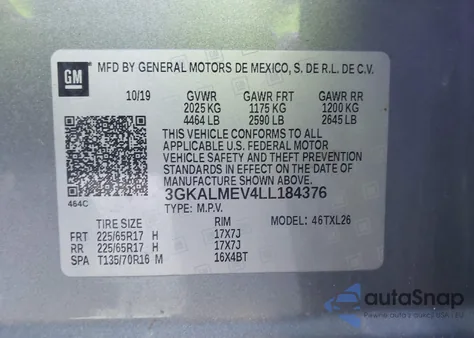 GM
MFD BY GENERAL MOTORS DE MEXICO, S. DE R.L. DE C.V.
10/19 GVWR GAWR FRT GAWR RR
2025 KG 1175 KG 1200 KG
4464 LB 2590 LB 2645 LB
THIS VEHICLE CONFORMS TO ALL
APPLICABLE U.S. FEDERAL MOTOR
VEHICLE SAFETY AND THEFT PREVENTION
STANDARDS IN EFFECT ON THE DATE OF
MANUFACTURE SHOWN ABOVE.
464C
3GKALMEV4LL184376
TYPE: M.P.V. MODEL: 46TXL26
TIRE SIZE RIM
FRT 225/65R17 H 17X7J
RR 225/65R17 H 17X7J
SPA T135/70R16 M 16X4BT
autoSnap